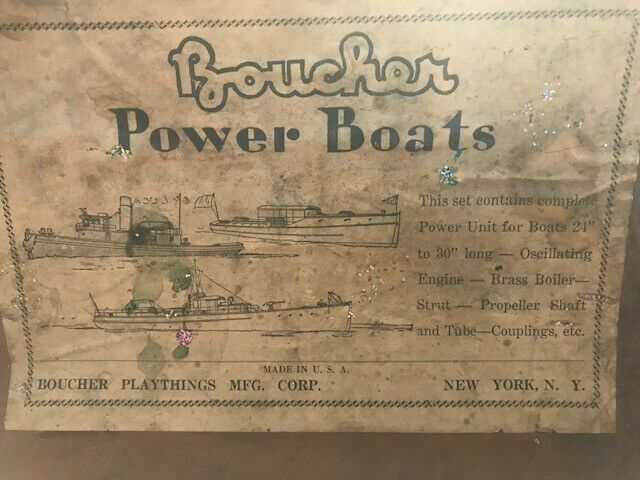 Boucher
Power Boats
This set contains complete
Power Unit for Boats 24"
to 30" long — Oscillating
Engine — Brass Boiler—
Strut — Propeller Shaft
and Tube—Couplings, etc.
MADE IN U. S. A.
BOUCHER PLAYTHINGS MFG. CORP. NEW YORK, N. Y.